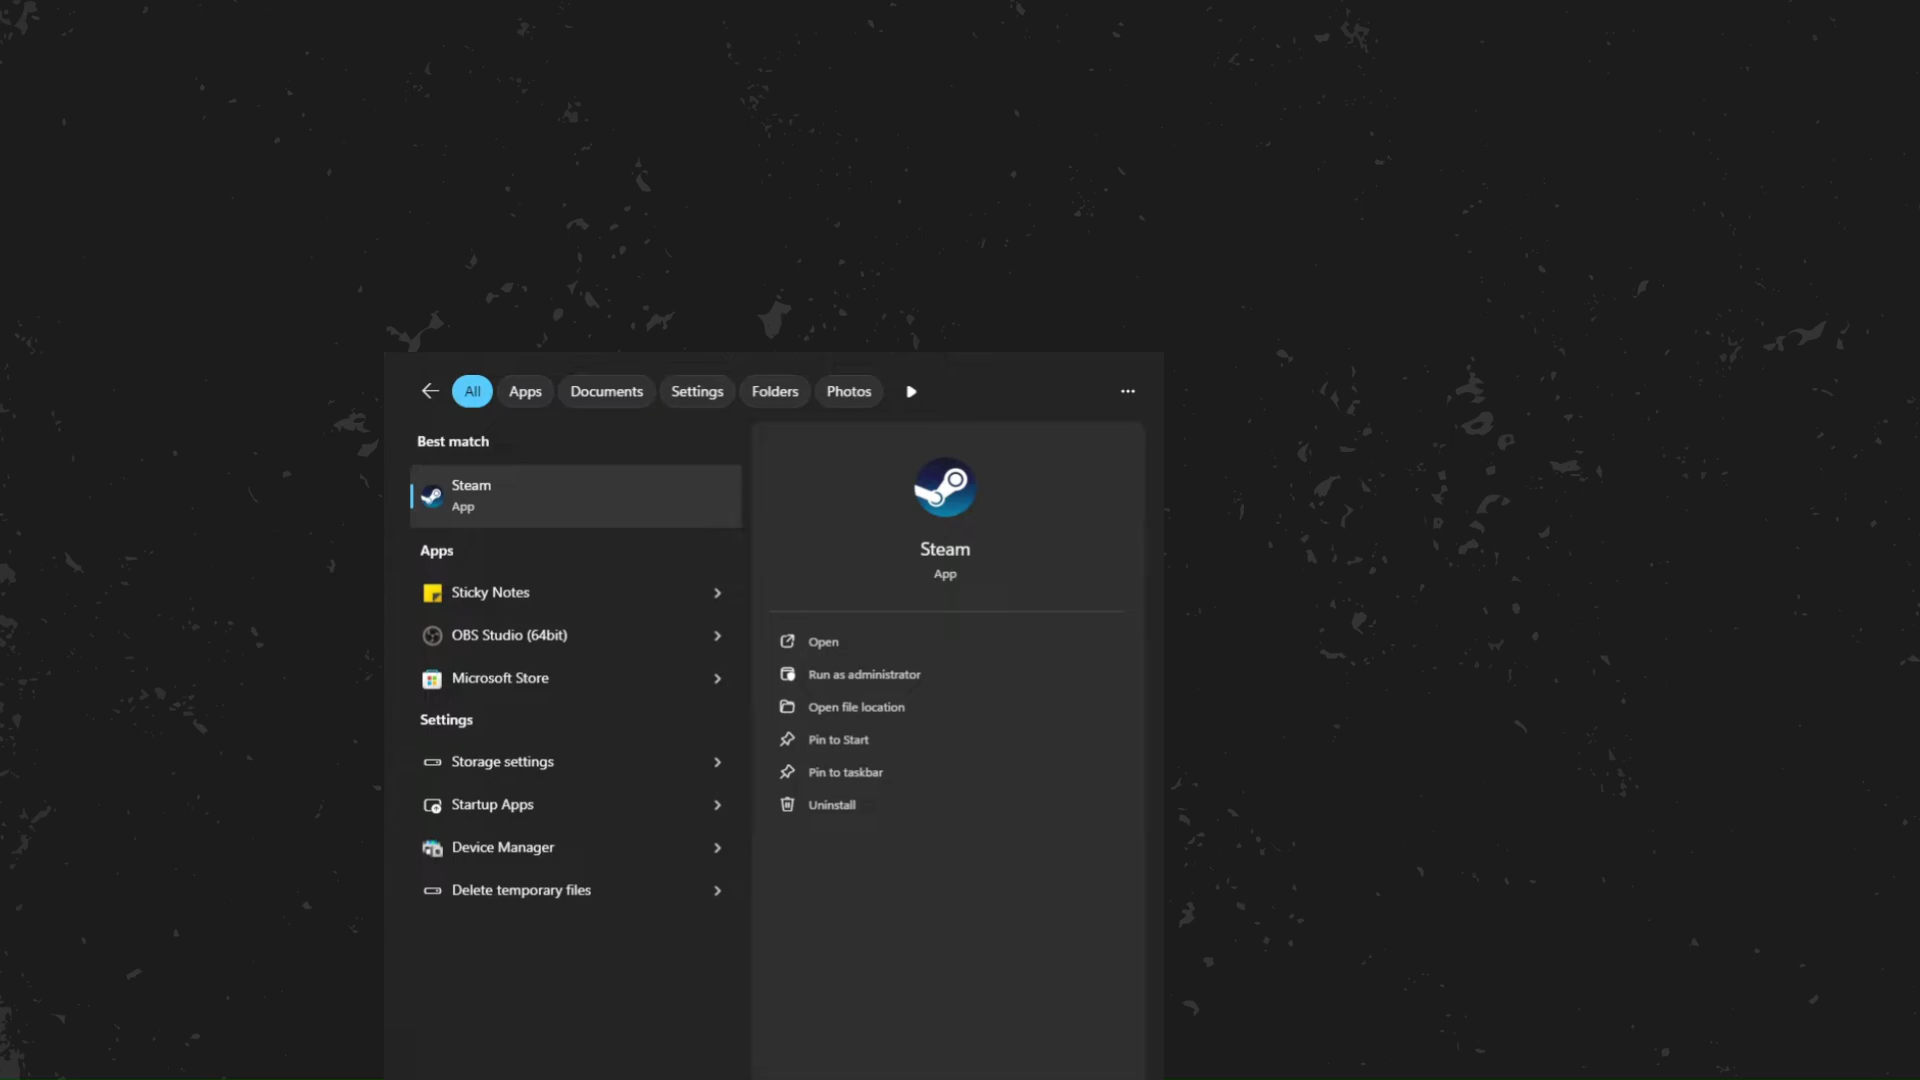 All
Apps
Documents
Settings
Folders
Photos
Best match
Steam
App
Apps
Sticky Notes
OBS Studio (64bit)
Microsoft Store
Settings
Storage settings
Startup Apps
Device Manager
Delete temporary files
Steam
App
Open
Run as administrator
Open file location
Pin to Start
Pin to taskbar
Uninstall